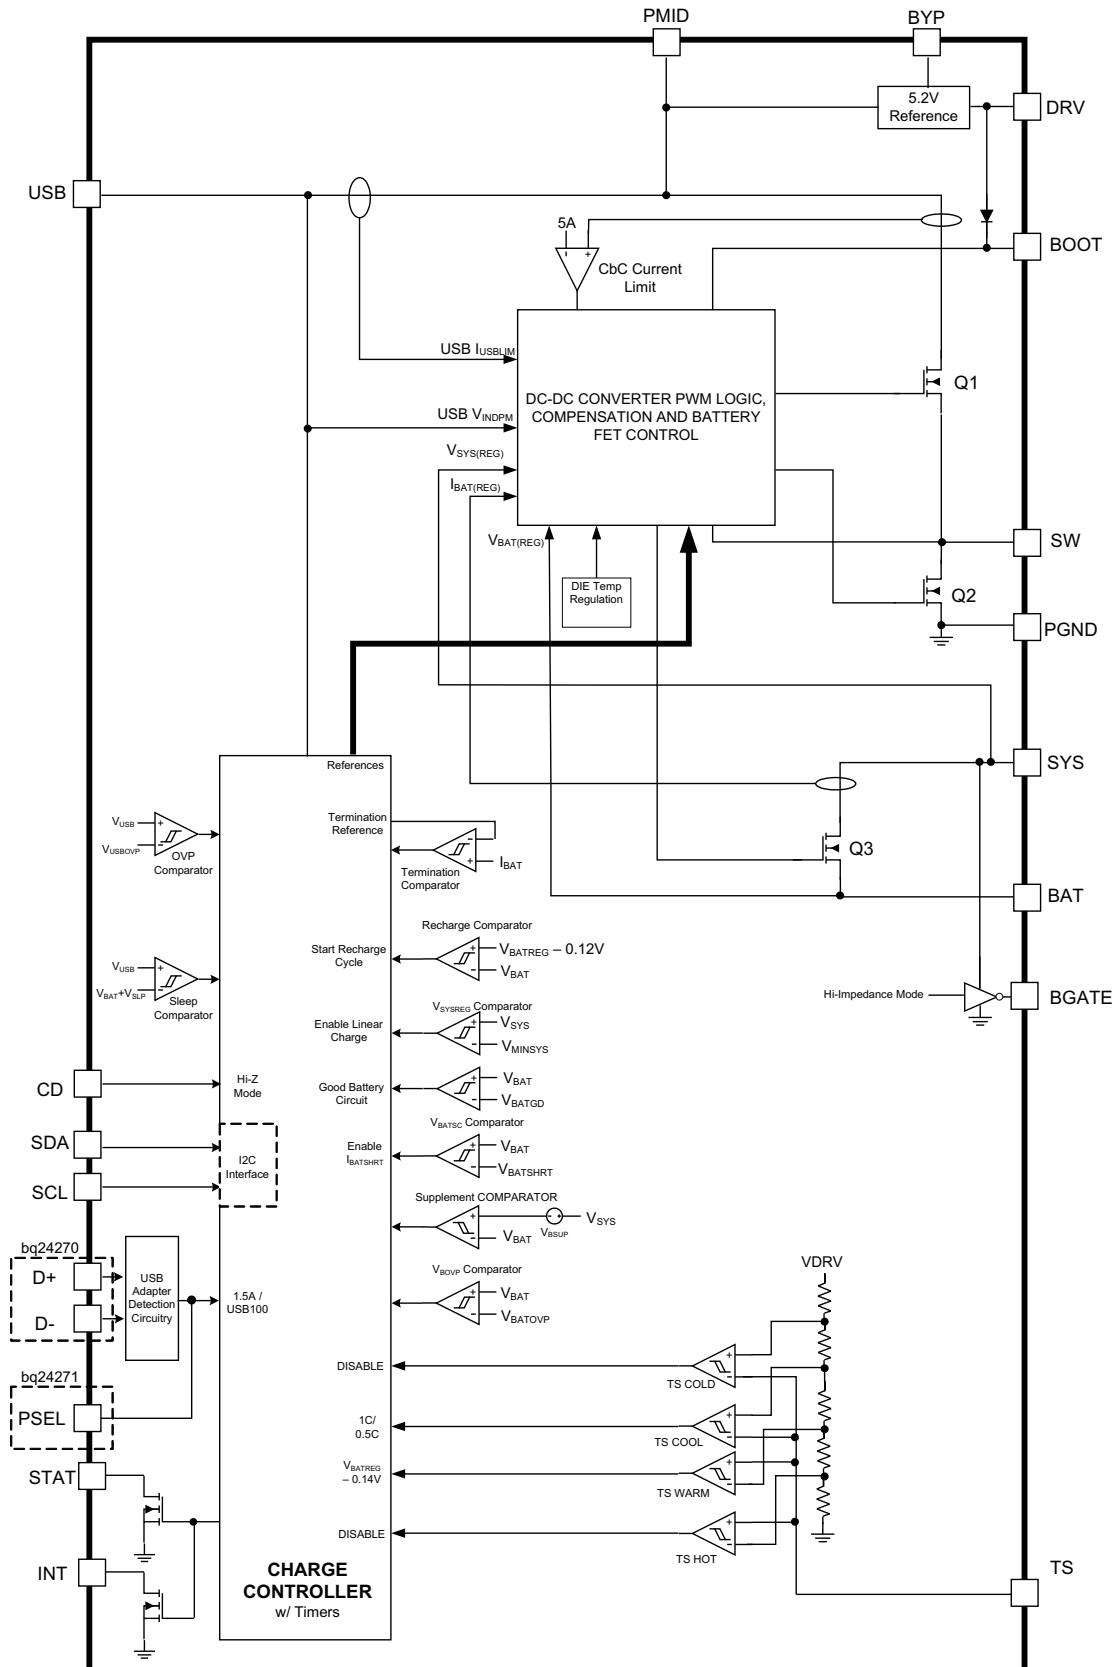 PMID
BYP
5.2V
Reference
DRV
USB
5A
CbC Current
Limit
BOOT
USB IUSBLIM
DC-DC CONVERTER PWM LOGIC,
COMPENSATION AND BATTERY
FET CONTROL
Q1
USB VINDPM
VSYS(REG)
IBAT(REG)
VBAT(REG)
SW
DIE Temp
Regulation
Q2
PGND
References
SYS
VUSB
VUSBOVP
OVP
Comparator
Termination
Reference
Termination
Comparator
IBAT
Q3
BAT
Recharge Comparator
Start Recharge
Cycle
VBATREG – 0.12V
VBAT
VUSB
VBAT+VSLP
Sleep
Comparator
Hi-Impedance Mode
BGATE
VSYSREG Comparator
Enable Linear
Charge
VSYS
VMINSYS
CD
Hi-Z
Mode
Good Battery
Circuit
VBAT
VBATGD
VBATSC Comparator
SDA
SCL
I2C
Interface
Enable
IBATSHRT
VBAT
VBATSHRT
Supplement COMPARATOR
VBAT
VBSUP
VSYS
bq24270
D+
D-
USB
Adapter
Detection
Circuitry
1.5A /
USB100
VBOVP Comparator
VBAT
VBATOVP
VDRV
DISABLE
TS COLD
bq24271
PSEL
1C/
0.5C
TS COOL
STAT
VBATREG
– 0.14V
TS WARM
DISABLE
TS HOT
INT
CHARGE
CONTROLLER
w/ Timers
TS